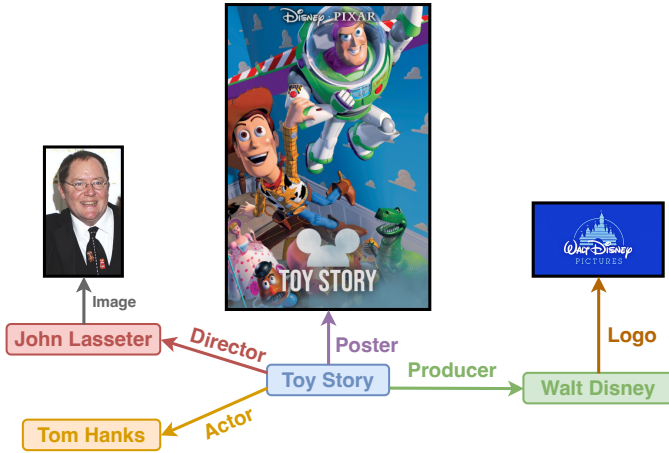 Disney · PIXAR
TOY STORY
WALT DISNEY
PICTURES
Image
John Lasseter
Director
Poster
Logo
Producer
Toy Story
Walt Disney
Actor
Tom Hanks